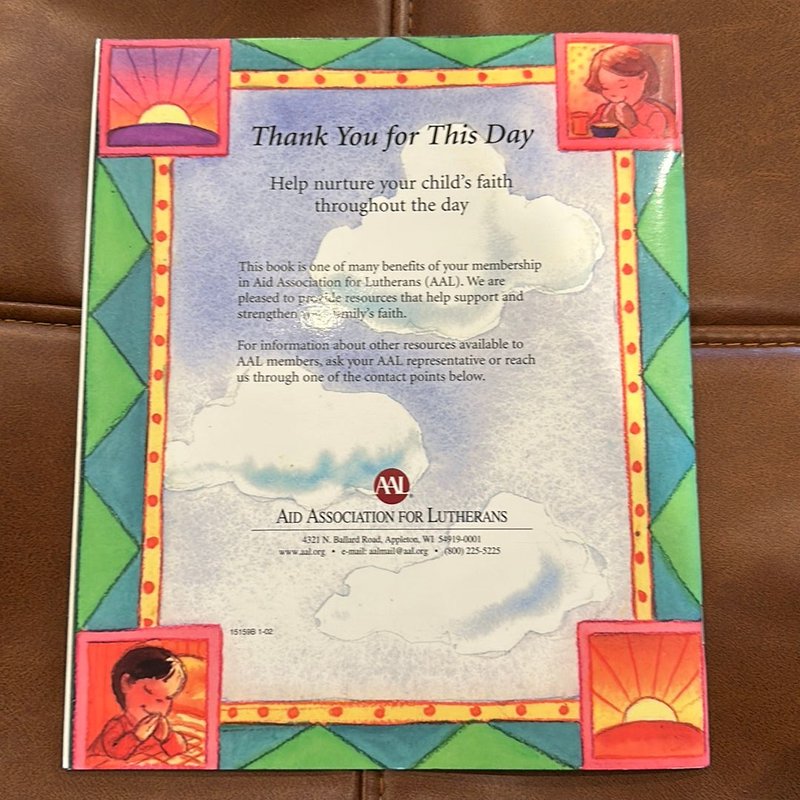 Thank You for This Day
Help nurture your child's faith
throughout the day
This book is one of many benefits of your membership
in Aid Association for Lutherans (AAL). We are
pleased to provide resources that help support and
strengthen family's faith.
For information about other resources available to
AAL members, ask your AAL representative or reach
us through one of the contact points below.
AAL
AID ASSOCIATION FOR LUTHERANS
4321 N. Ballard Road, Appleton, WI 54919-0001
www.aal.org • e-mail: aalmail@aal.org • (800) 225-5225
15159B 1-02